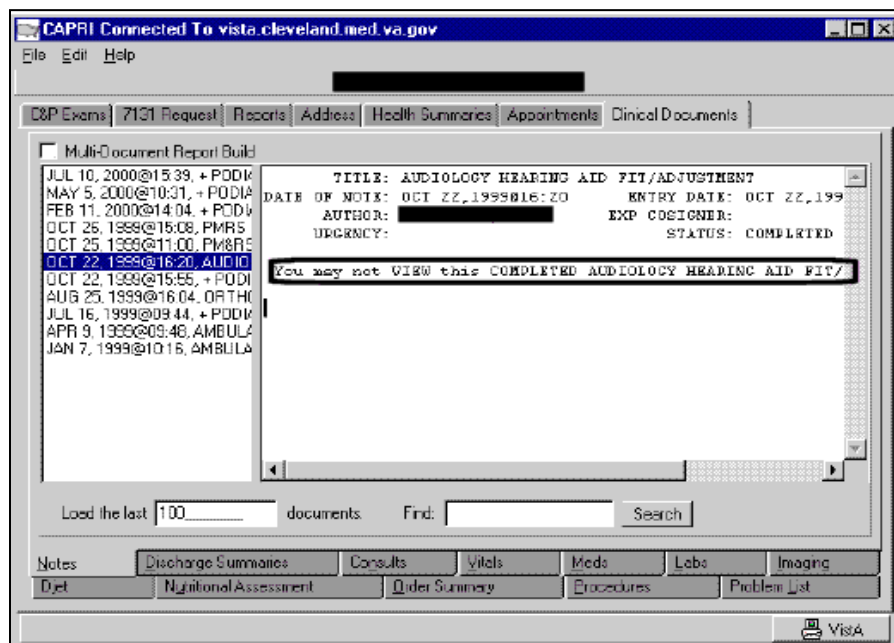 CAPRI Connected To vista.cleveland.med.va.gov
File Edit Help
C&P Exams 7131 Request Reports Address Health Summaries Appointments Clinical Documents
Multi-Document Report Build
JUL 10, 2000@15:39, + PODIA
MAY 5, 2000@10:31, + PODIA
FEB 11, 2000@14:04, + PODIA
OCT 26, 1999@15:08, PMRS
OCT 25, 1999@11:00, PM&RS
OCT 22, 1999@16:20, AUDIO
OCT 22, 1999@15:55, + PODIA
AUG 25, 1999@16:04, ORTHO
JUL 16, 1999@09:44, + PODIA
APR 9, 1999@09:48, AMBULA
JAN 7, 1999@10:16, AMBULA
TITLE: AUDIOLOGY HEARING AID FIT/ADJUSTMENT
DATE OF NOTE: OCT 22,1999@16:20 ENTRY DATE: OCT 22,199
AUTHOR: EXP COSIGNER:
URGENCY: STATUS: COMPLETED
You may not VIEW this COMPLETED AUDIOLOGY HEARING AID FIT/
Load the last 100 documents. Find: Search
Notes Discharge Summaries Consults Vitals Meds Labs Imaging
Diet Nutritional Assessment Order Summary Procedures Problem List
VistA